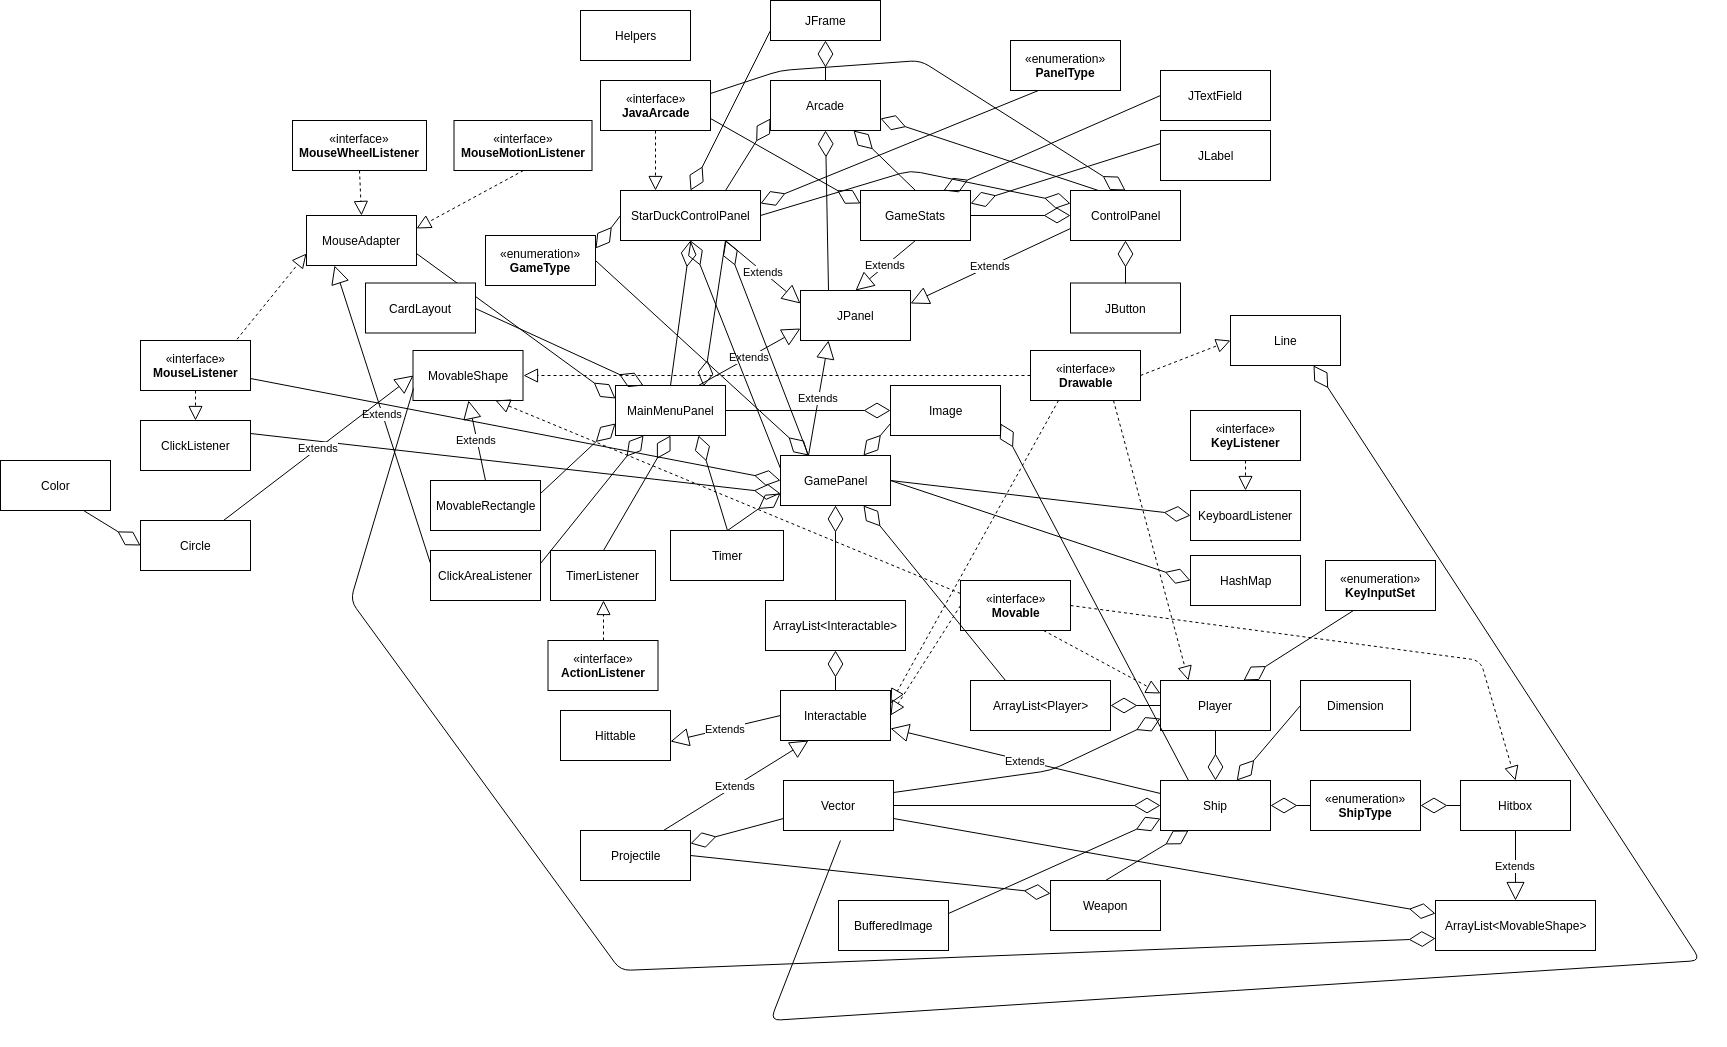 JFrame
Helpers
«enumeration»
PanelType
«interface»
JavaArcade
Arcade
JTextField
«interface»
MouseWheelListener
«interface»
MouseMotionListener
JLabel
StarDuckControlPanel
GameStats
ControlPanel
MouseAdapter
«enumeration»
GameType
Extends
Extends
Extends
CardLayout
JPanel
JButton
Line
«interface»
MouseListener
MovableShape
Extends
«interface»
Drawable
Extends
MainMenuPanel
Image
Extends
ClickListener
Extends
Extends
«interface»
KeyListener
Color
GamePanel
MovableRectangle
KeyboardListener
Circle
Timer
ClickAreaListener
TimerListener
HashMap
«enumeration»
KeyInputSet
«interface»
Movable
ArrayList<Interactable>
«interface»
ActionListener
Interactable
ArrayList<Player>
Player
Dimension
Hittable
Extends
Extends
Extends
Vector
Ship
«enumeration»
ShipType
Hitbox
Projectile
Extends
Weapon
BufferedImage
ArrayList<MovableShape>